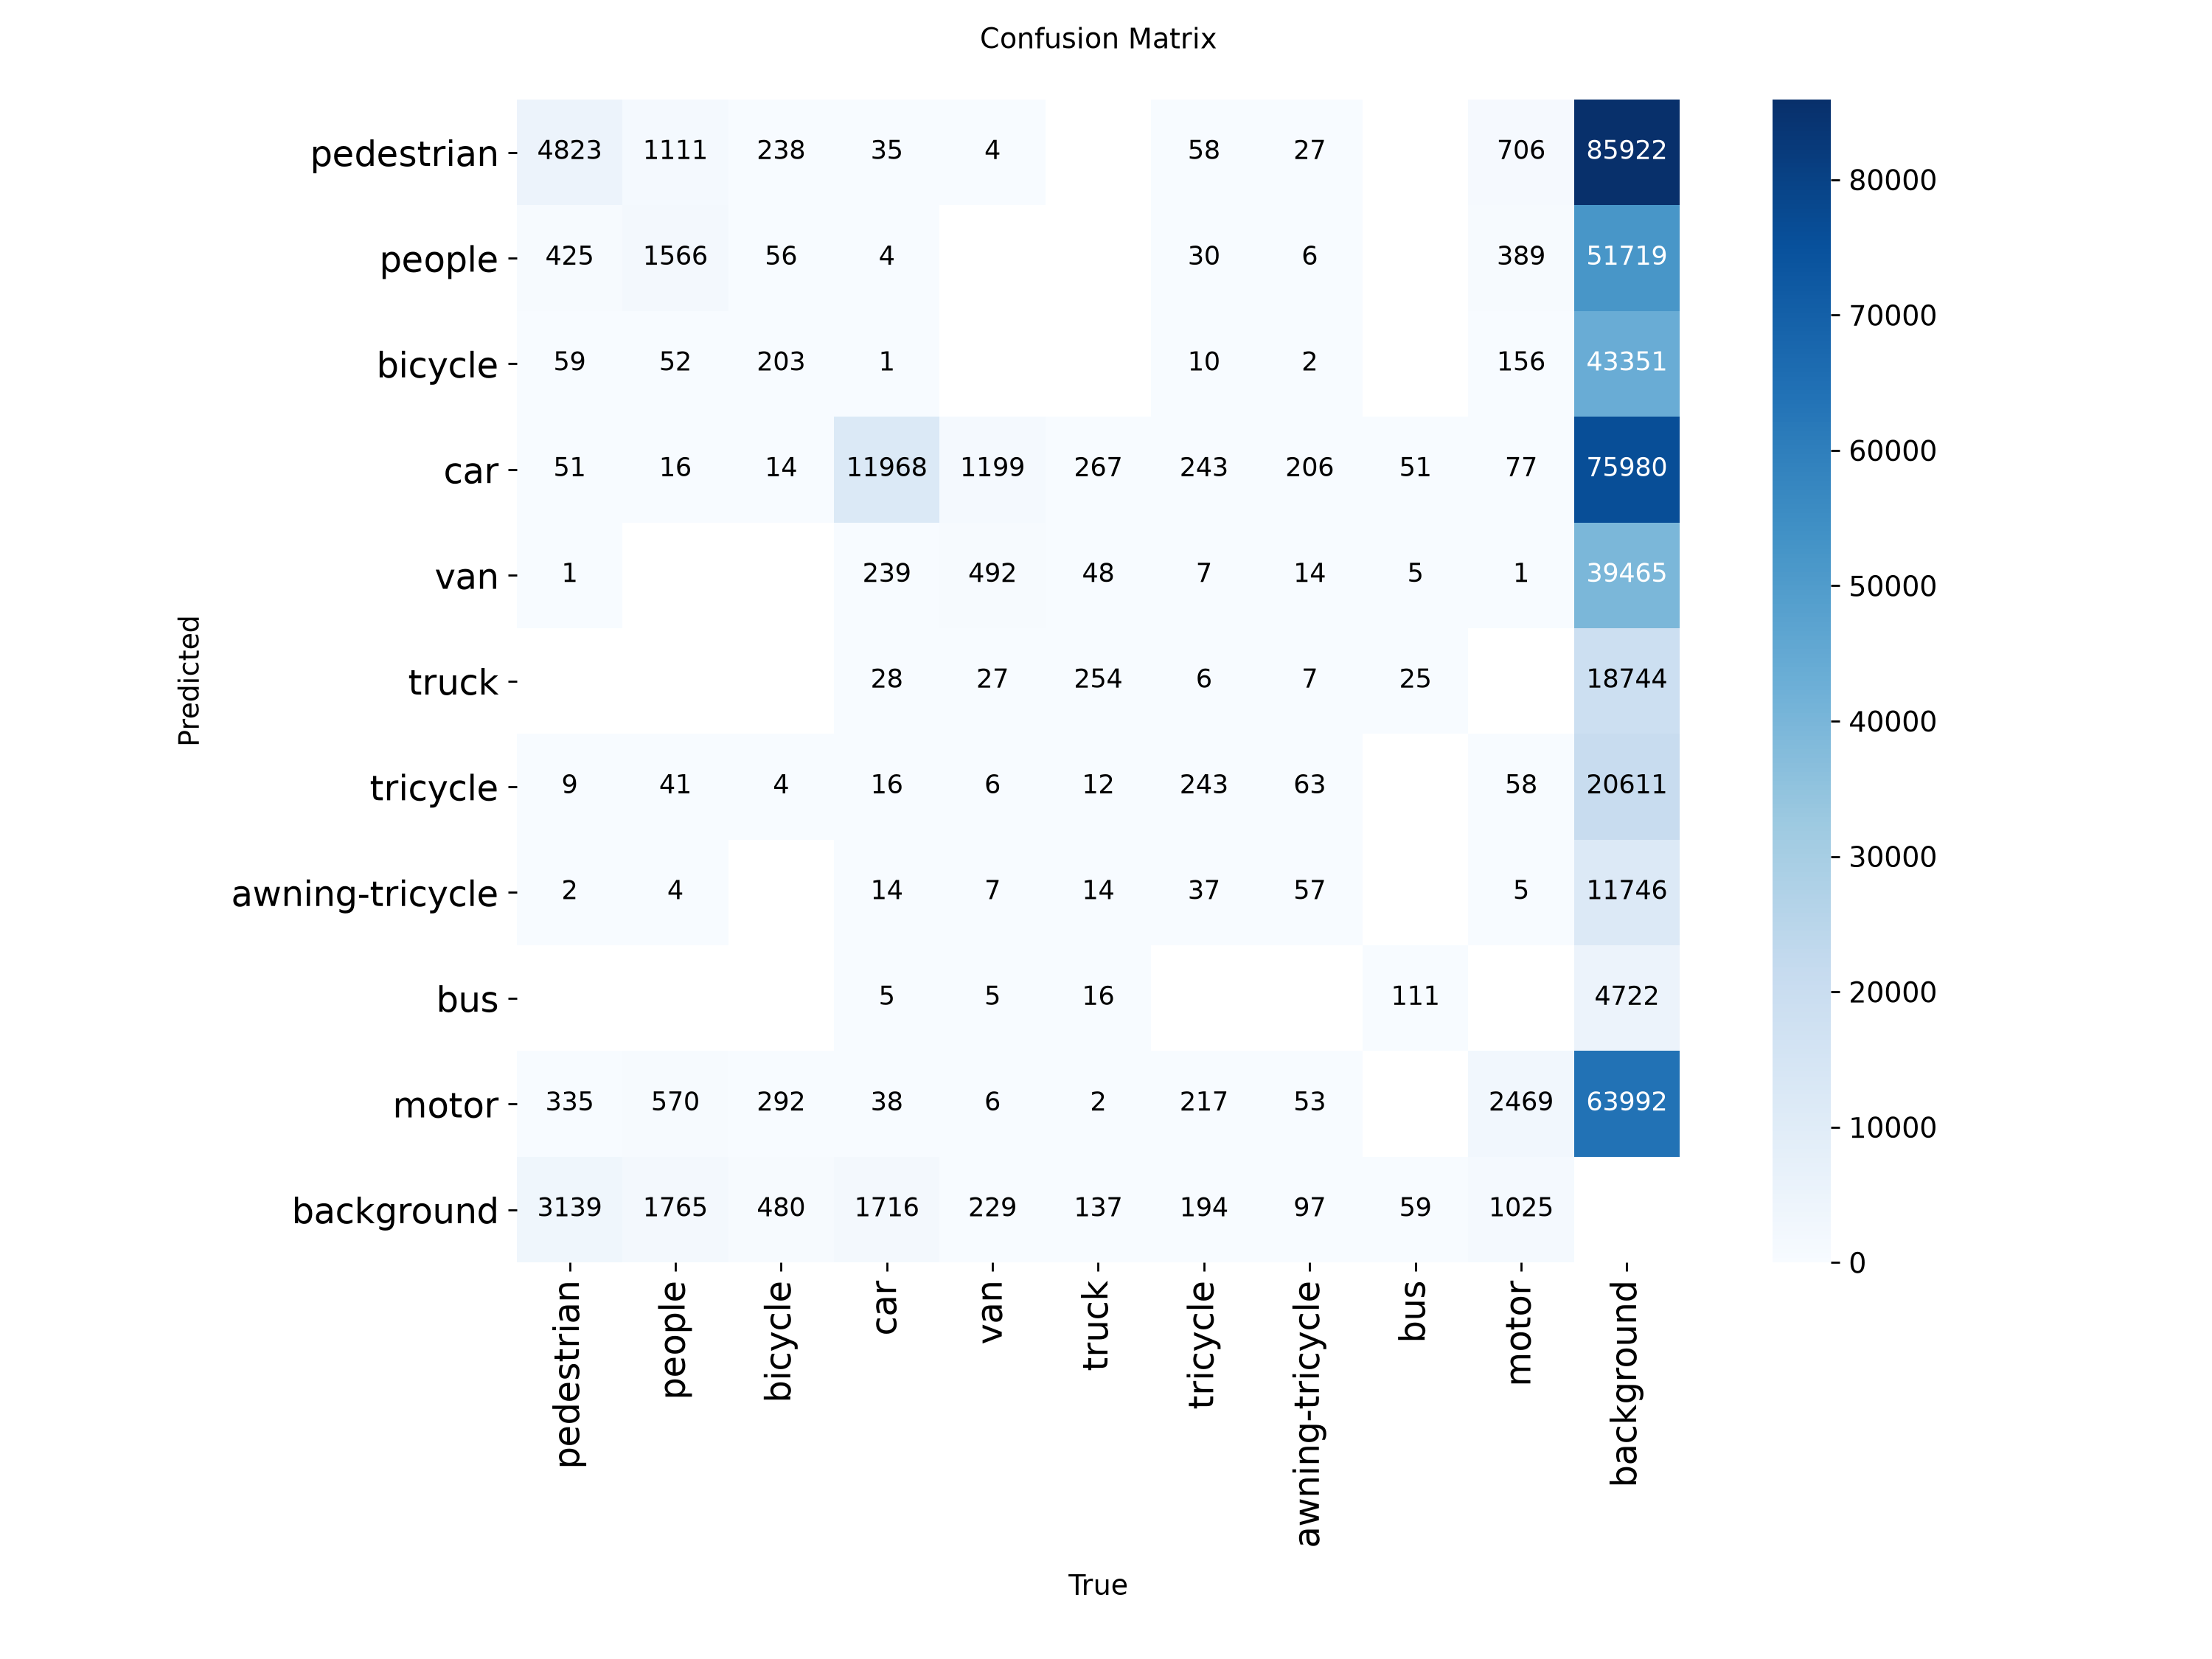 Confusion Matrix
pedestrian 4823 1111 238 35 4 58 27 706 85922
people 425 1566 56 4 30 6 389 51719
bicycle 59 52 203 1 10 2 156 43351
car 51 16 14 11968 1199 267 243 206 51 77 75980
van 1 239 492 48 7 14 5 1 39465
truck 28 27 254 6 7 25 18744
tricycle 9 41 4 16 6 12 243 63 58 20611
awning-tricycle 2 4 14 7 14 37 57 5 11746
bus 5 5 16 111 4722
motor 335 570 292 38 6 2 217 53 2469 63992
background 3139 1765 480 1716 229 137 194 97 59 1025
pedestrian people bicycle car van truck tricycle awning-tricycle bus motor background
True
Predicted
80000
70000
60000
50000
40000
30000
20000
10000
0